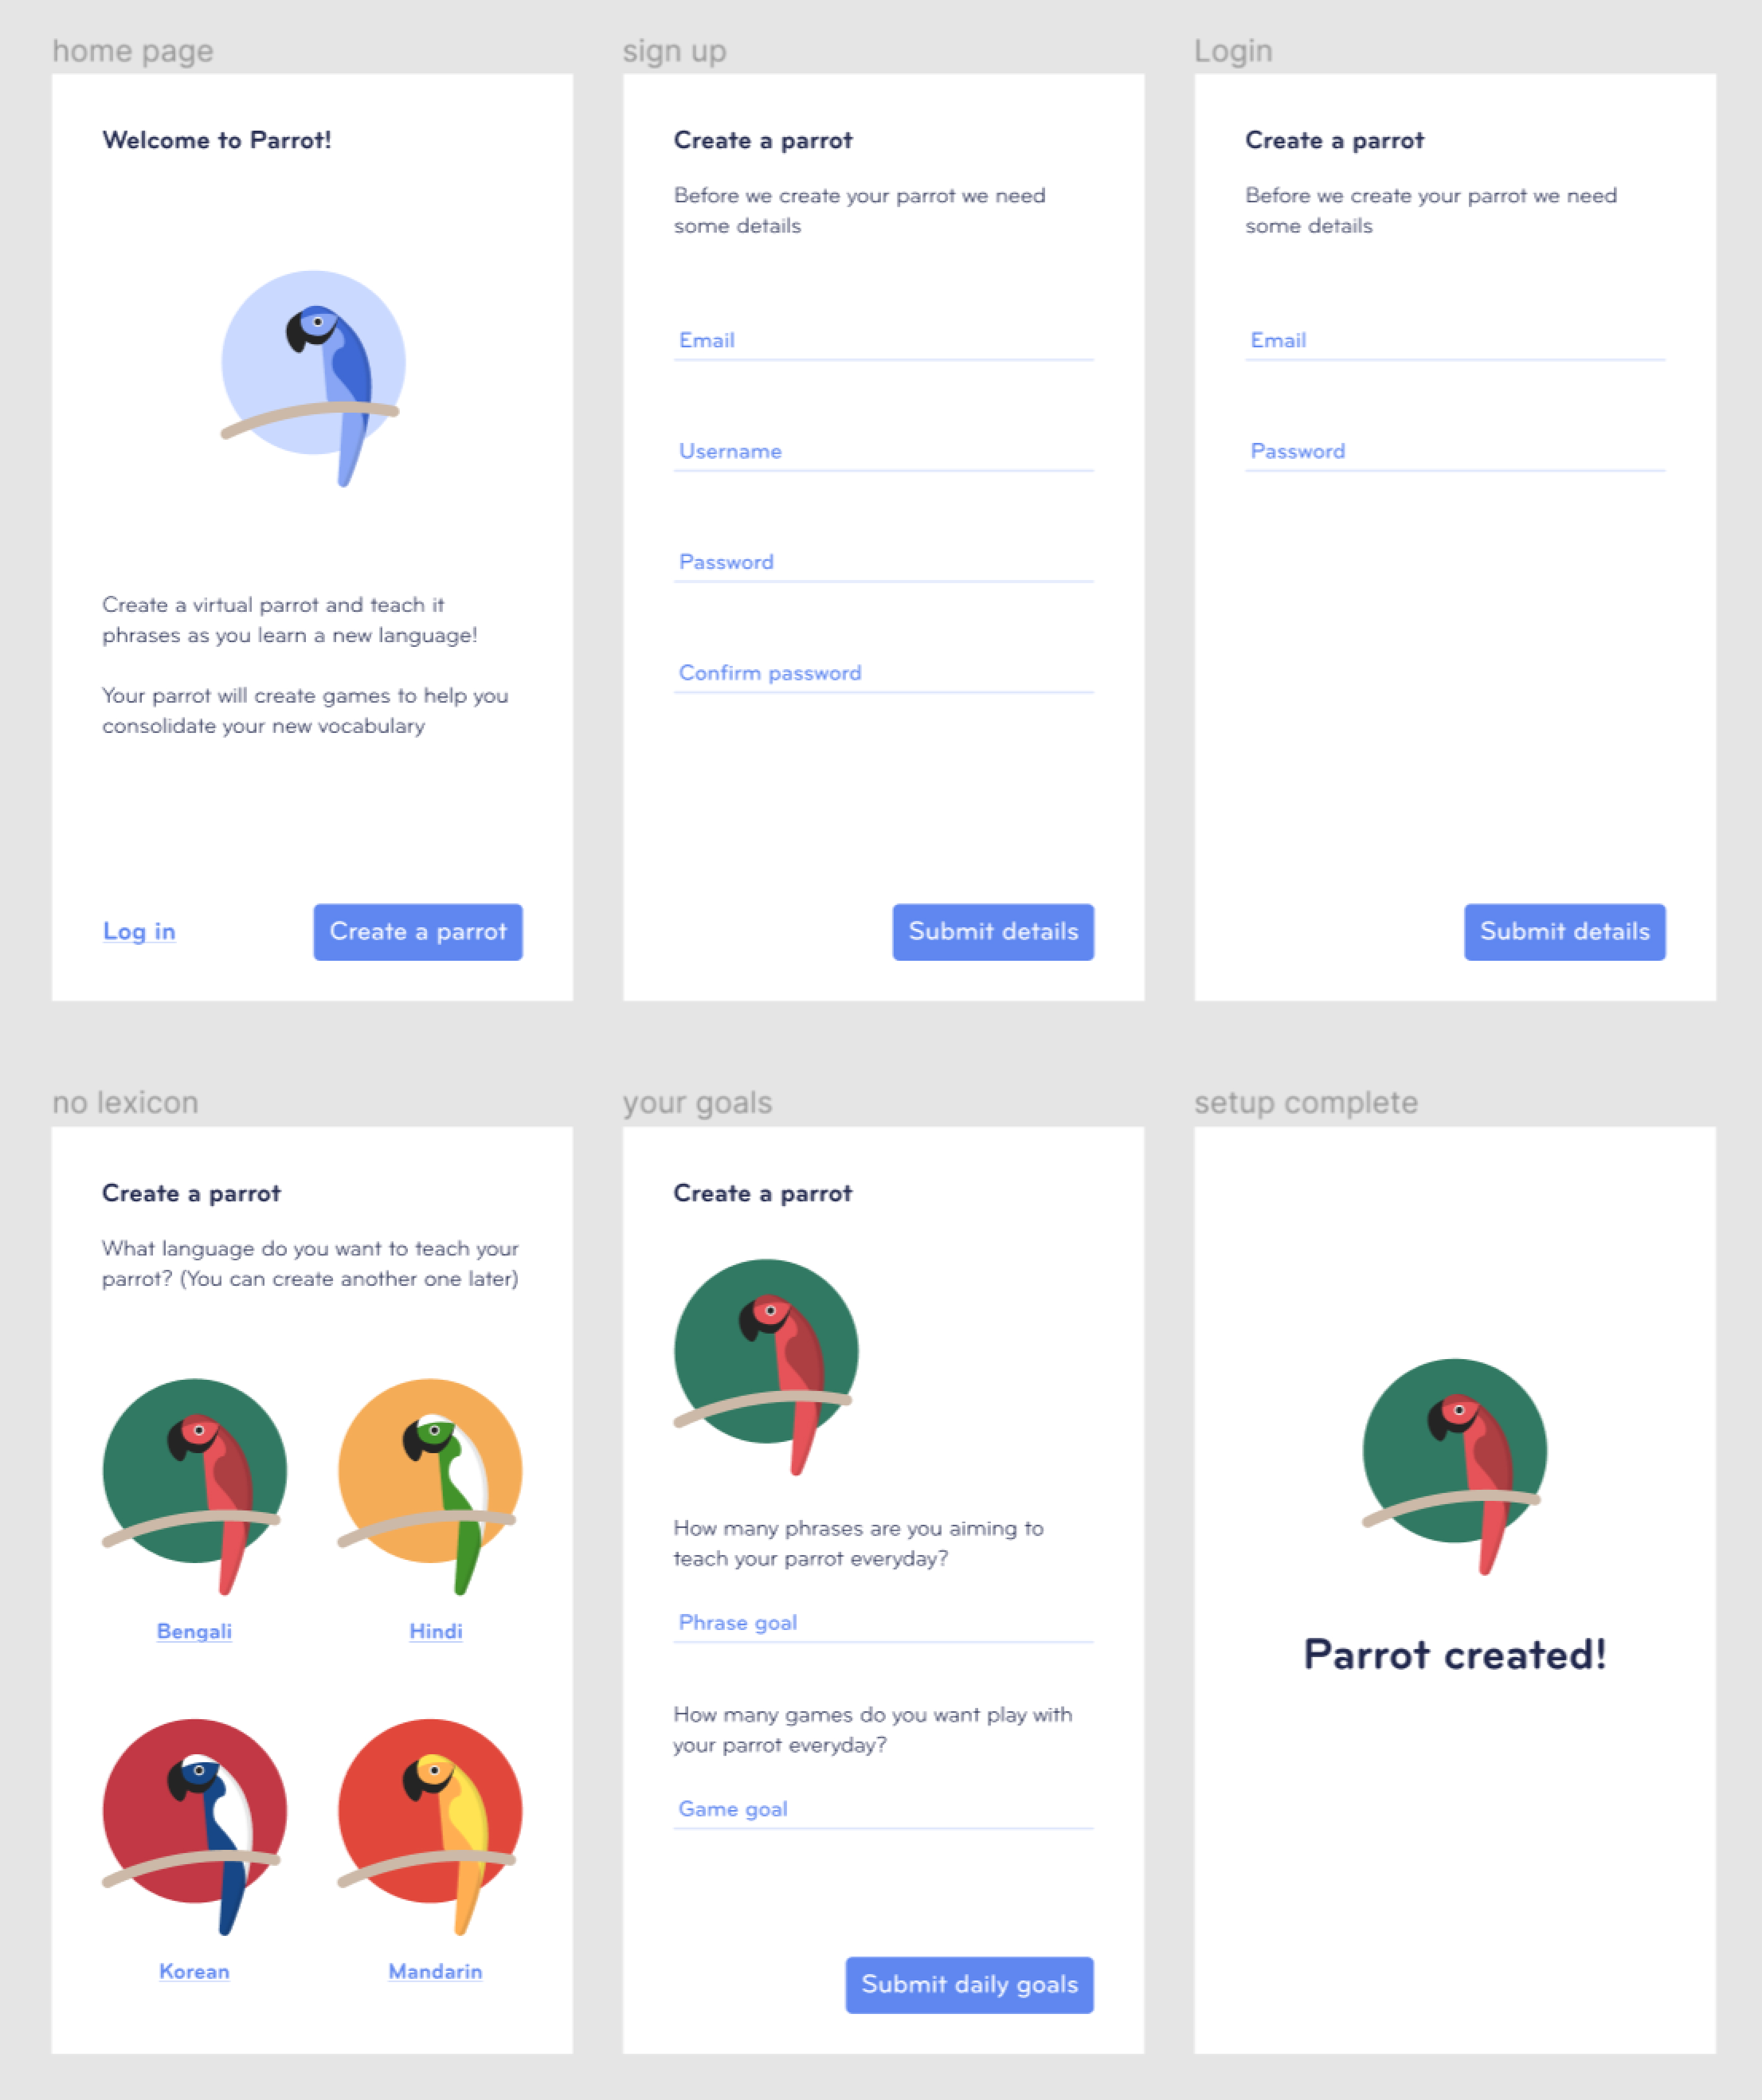 home page
Welcome to Parrot!
Create a virtual parrot and teach it
phrases as you learn a new language!
Your parrot will create games to help you
consolidate your new vocabulary
Log in
Create a parrot
sign up
Create a parrot
Before we create your parrot we need
some details
Email
Username
Password
Confirm password
Submit details
Login
Create a parrot
Before we create your parrot we need
some details
Email
Password
Submit details
no lexicon
Create a parrot
What language do you want to teach your
parrot? (You can create another one later)
Bengali
Hindi
Korean
Mandarin
your goals
Create a parrot
How many phrases are you aiming to
teach your parrot everyday?
Phrase goal
How many games do you want play with
your parrot everyday?
Game goal
Submit daily goals
setup complete
Parrot created!